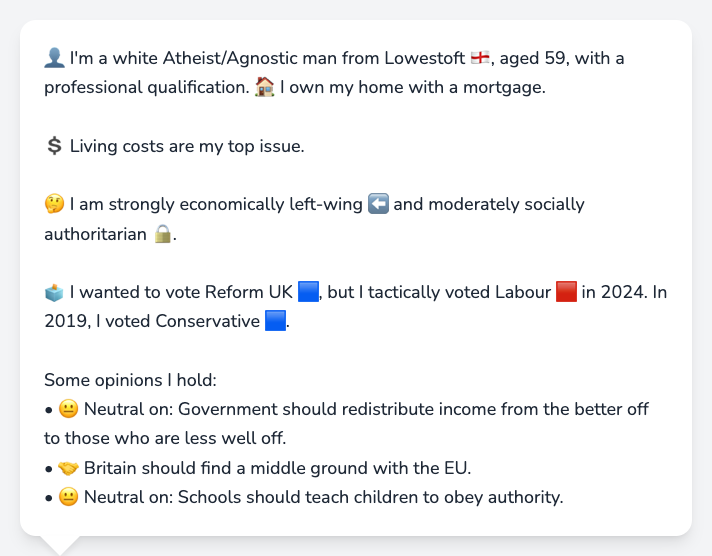 👤 I'm a white Atheist/Agnostic man from Lowestoft 🏴󠁧󠁢󠁥󠁮󠁧󠁿, aged 59, with a
professional qualification. 🏠 I own my home with a mortgage.
💲 Living costs are my top issue.
🤔 I am strongly economically left-wing ⬅️ and moderately socially
authoritarian 🔒.
🗳️ I wanted to vote Reform UK 🟦, but I tactically voted Labour 🟥 in 2024. In
2019, I voted Conservative 🟦.
Some opinions I hold:
• 😐 Neutral on: Government should redistribute income from the better off
to those who are less well off.
• 🤝 Britain should find a middle ground with the EU.
• 😐 Neutral on: Schools should teach children to obey authority.